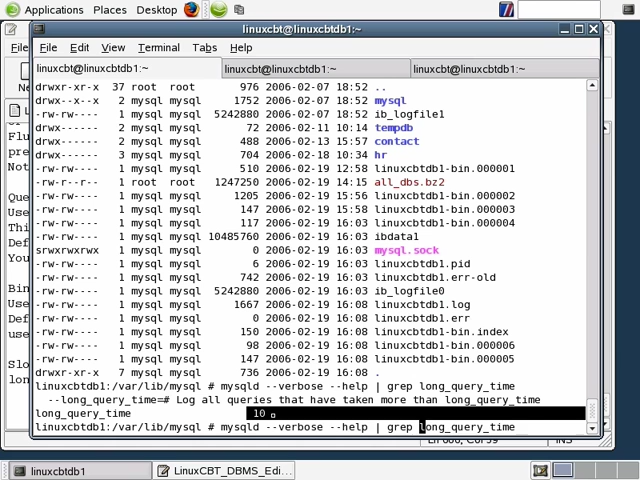 Applications Places Desktop
linuxcbt@linuxcbtdb1:~
File
File Edit View Terminal Tabs Help
linuxcbt@linuxcbtdb1:~ linuxcbt@linuxcbtdb1:~ linuxcbt@linuxcbtdb1:~
drwxr-xr-x 37 root root 976 2006-02-07 18:52 ..
drwx--x--x 2 mysql mysql 1752 2006-02-07 18:52 mysql
-rw-rw---- 1 mysql mysql 5242880 2006-02-07 18:52 ib_logfile1
drwx------ 2 mysql mysql 72 2006-02-11 10:14 tempdb
drwx------ 2 mysql mysql 488 2006-02-13 15:57 contact
drwx------ 3 mysql mysql 704 2006-02-18 10:34 hr
-rw-rw---- 1 mysql mysql 510 2006-02-19 12:58 linuxcbtdb1-bin.000001
-rw-r--r-- 1 root root 1247250 2006-02-19 14:15 all_dbs.bz2
-rw-rw---- 1 mysql mysql 1205 2006-02-19 15:56 linuxcbtdb1-bin.000002
-rw-rw---- 1 mysql mysql 147 2006-02-19 15:58 linuxcbtdb1-bin.000003
-rw-rw---- 1 mysql mysql 117 2006-02-19 16:03 linuxcbtdb1-bin.000004
-rw-rw---- 1 mysql mysql 10485760 2006-02-19 16:03 ibdata1
srwxrwxrwx 1 mysql mysql 0 2006-02-19 16:03 mysql.sock
-rw-rw---- 1 mysql mysql 6 2006-02-19 16:03 linuxcbtdb1.pid
-rw-rw---- 1 mysql mysql 742 2006-02-19 16:03 linuxcbtdb1.err-old
-rw-rw---- 1 mysql mysql 5242880 2006-02-19 16:03 ib_logfile0
-rw-rw---- 1 mysql mysql 1667 2006-02-19 16:08 linuxcbtdb1.log
-rw-rw---- 1 mysql mysql 0 2006-02-19 16:08 linuxcbtdb1.err
-rw-rw---- 1 mysql mysql 150 2006-02-19 16:08 linuxcbtdb1-bin.index
-rw-rw---- 1 mysql mysql 98 2006-02-19 16:08 linuxcbtdb1-bin.000006
-rw-rw---- 1 mysql mysql 147 2006-02-19 16:08 linuxcbtdb1-bin.000005
drwxr-xr-x 7 mysql mysql 736 2006-02-19 16:08 .
linuxcbtdb1:/var/lib/mysql # mysqld --verbose --help | grep long_query_time
--long_query_time=# Log all queries that have taken more than long_query_time
long_query_time 10
linuxcbtdb1:/var/lib/mysql # mysqld --verbose --help | grep long_query_time
linuxcbtdb1 LinuxCBT_DBMS_Edi...